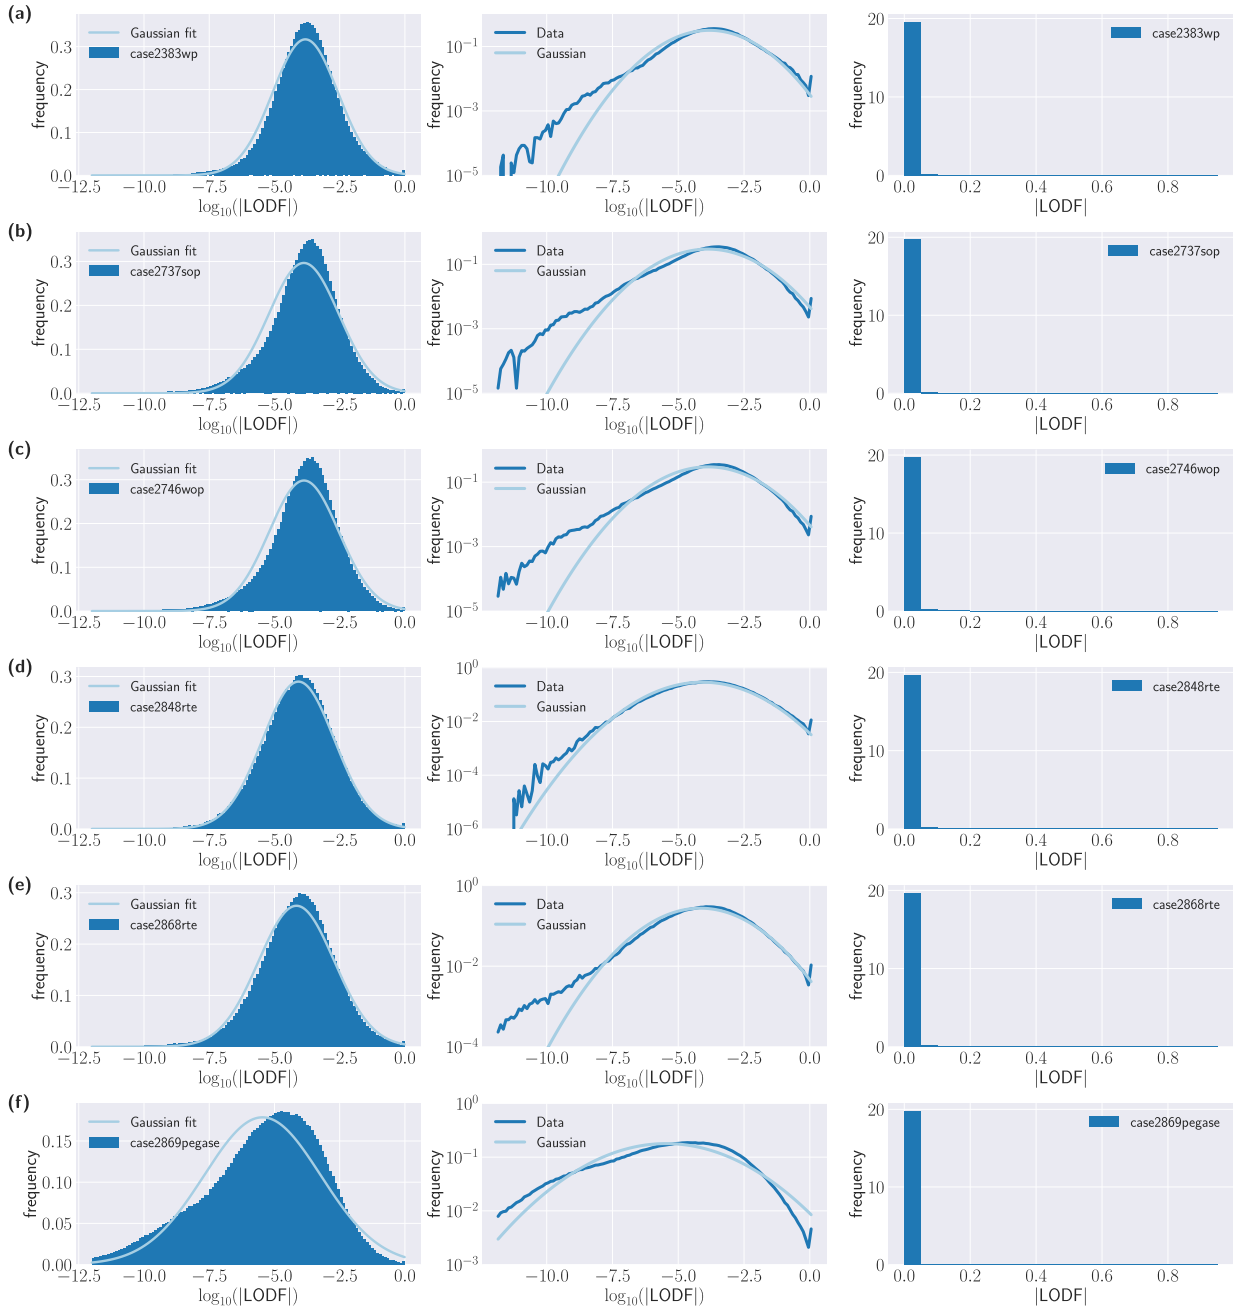 (a)
frequency
0.3
0.2
0.1
0.0
Gaussian fit
case2383wp
−12.5 −10.0 −7.5 −5.0 −2.5 0.0
log10(|LODF|)
frequency
10−1
10−3
10−5
Data
Gaussian
−10.0 −7.5 −5.0 −2.5 0.0
log10(|LODF|)
frequency
20
10
0
case2383wp
0.0 0.2 0.4 0.6 0.8
|LODF|
(b)
frequency
0.3
0.2
0.1
0.0
Gaussian fit
case2737sop
−12.5 −10.0 −7.5 −5.0 −2.5 0.0
log10(|LODF|)
frequency
10−1
10−3
10−5
Data
Gaussian
−10.0 −7.5 −5.0 −2.5 0.0
log10(|LODF|)
frequency
20
10
0
case2737sop
0.0 0.2 0.4 0.6 0.8
|LODF|
(c)
frequency
0.3
0.2
0.1
0.0
Gaussian fit
case2746wop
−12.5 −10.0 −7.5 −5.0 −2.5 0.0
log10(|LODF|)
frequency
10−1
10−3
10−5
Data
Gaussian
−10.0 −7.5 −5.0 −2.5 0.0
log10(|LODF|)
frequency
20
10
0
case2746wop
0.0 0.2 0.4 0.6 0.8
|LODF|
(d)
frequency
0.3
0.2
0.1
0.0
Gaussian fit
case2848rte
−12.5 −10.0 −7.5 −5.0 −2.5 0.0
log10(|LODF|)
frequency
100
10−2
10−4
10−6
Data
Gaussian
−10.0 −7.5 −5.0 −2.5 0.0
log10(|LODF|)
frequency
20
10
0
case2848rte
0.0 0.2 0.4 0.6 0.8
|LODF|
(e)
frequency
0.3
0.2
0.1
0.0
Gaussian fit
case2868rte
−12.5 −10.0 −7.5 −5.0 −2.5 0.0
log10(|LODF|)
frequency
100
10−2
10−4
Data
Gaussian
−10.0 −7.5 −5.0 −2.5 0.0
log10(|LODF|)
frequency
20
10
0
case2868rte
0.0 0.2 0.4 0.6 0.8
|LODF|
(f)
frequency
0.15
0.10
0.05
0.00
Gaussian fit
case2869pegase
−12.5 −10.0 −7.5 −5.0 −2.5 0.0
log10(|LODF|)
frequency
100
10−1
10−2
10−3
Data
Gaussian
−10.0 −7.5 −5.0 −2.5 0.0
log10(|LODF|)
frequency
20
10
0
case2869pegase
0.0 0.2 0.4 0.6 0.8
|LODF|